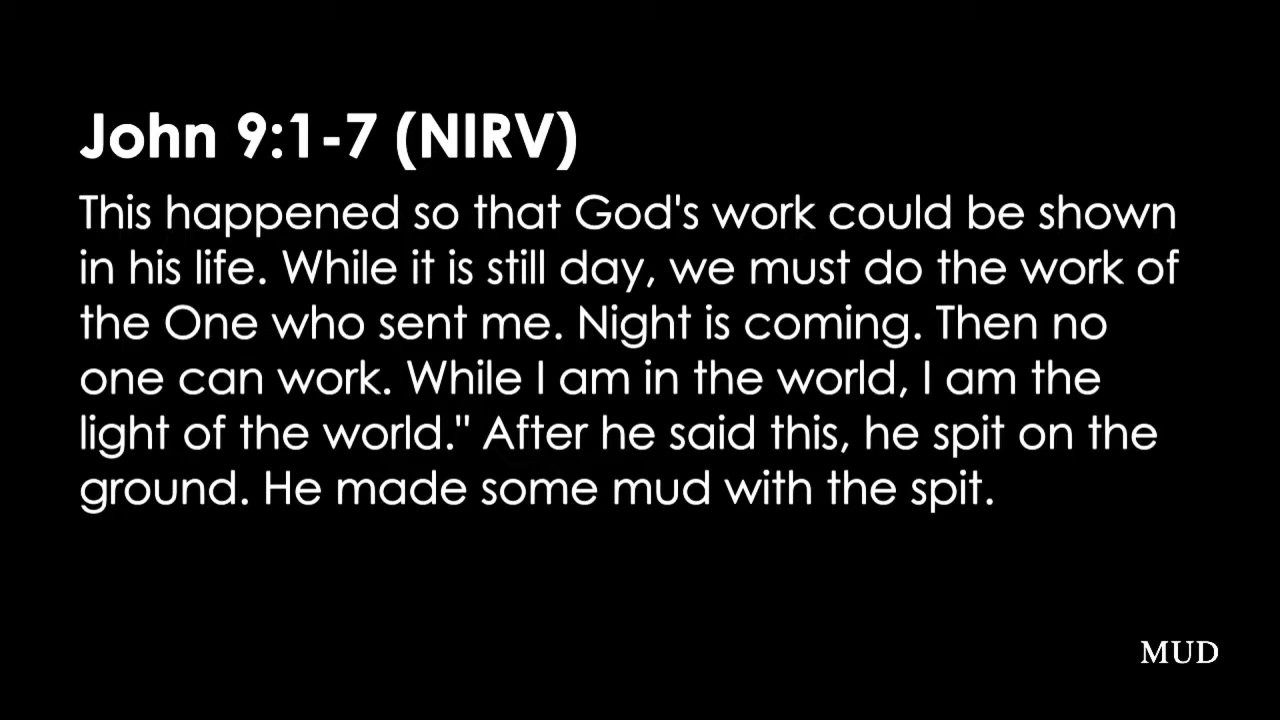 John 9:1-7 (NIRV)
This happened so that God's work could be shown
in his life. While it is still day, we must do the work of
the One who sent me. Night is coming. Then no
one can work. While I am in the world, I am the
light of the world." After he said this, he spit on the
ground. He made some mud with the spit.
MUD